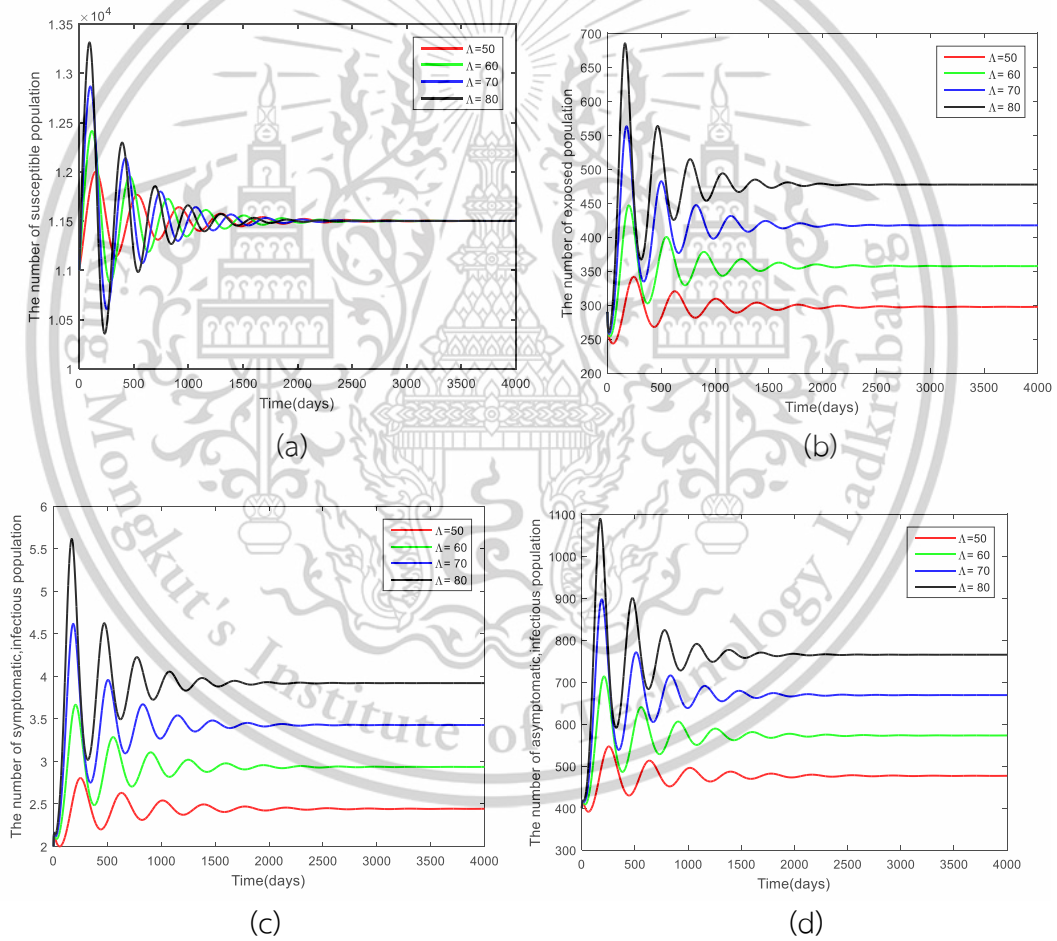 ×10⁴
1.35
1.3
1.25
1.2
1.15
1.1
1.05
1
0
500
1000
1500
2000
2500
3000
3500
4000
The number of susceptible population
Time(days)
Λ=50
Λ = 60
Λ = 70
Λ = 80
(a)
700
650
600
550
500
450
400
350
300
250
200
0
500
1000
1500
2000
2500
3000
3500
4000
The number of exposed population
Time(days)
Λ=50
Λ= 60
Λ= 70
Λ= 80
(b)
6
5.5
5
4.5
4
3.5
3
2.5
2
0
500
1000
1500
2000
2500
3000
3500
4000
The number of symptomatic,infectious population
Time(days)
Λ=50
Λ= 60
Λ= 70
Λ= 80
(c)
1100
1000
900
800
700
600
500
400
300
0
500
1000
1500
2000
2500
3000
3500
4000
The number of asymptomatic,infectious population
Time(days)
Λ=50
Λ= 60
Λ= 70
Λ= 80
(d)
King Mongkut's Institute of Technology Ladkrabang